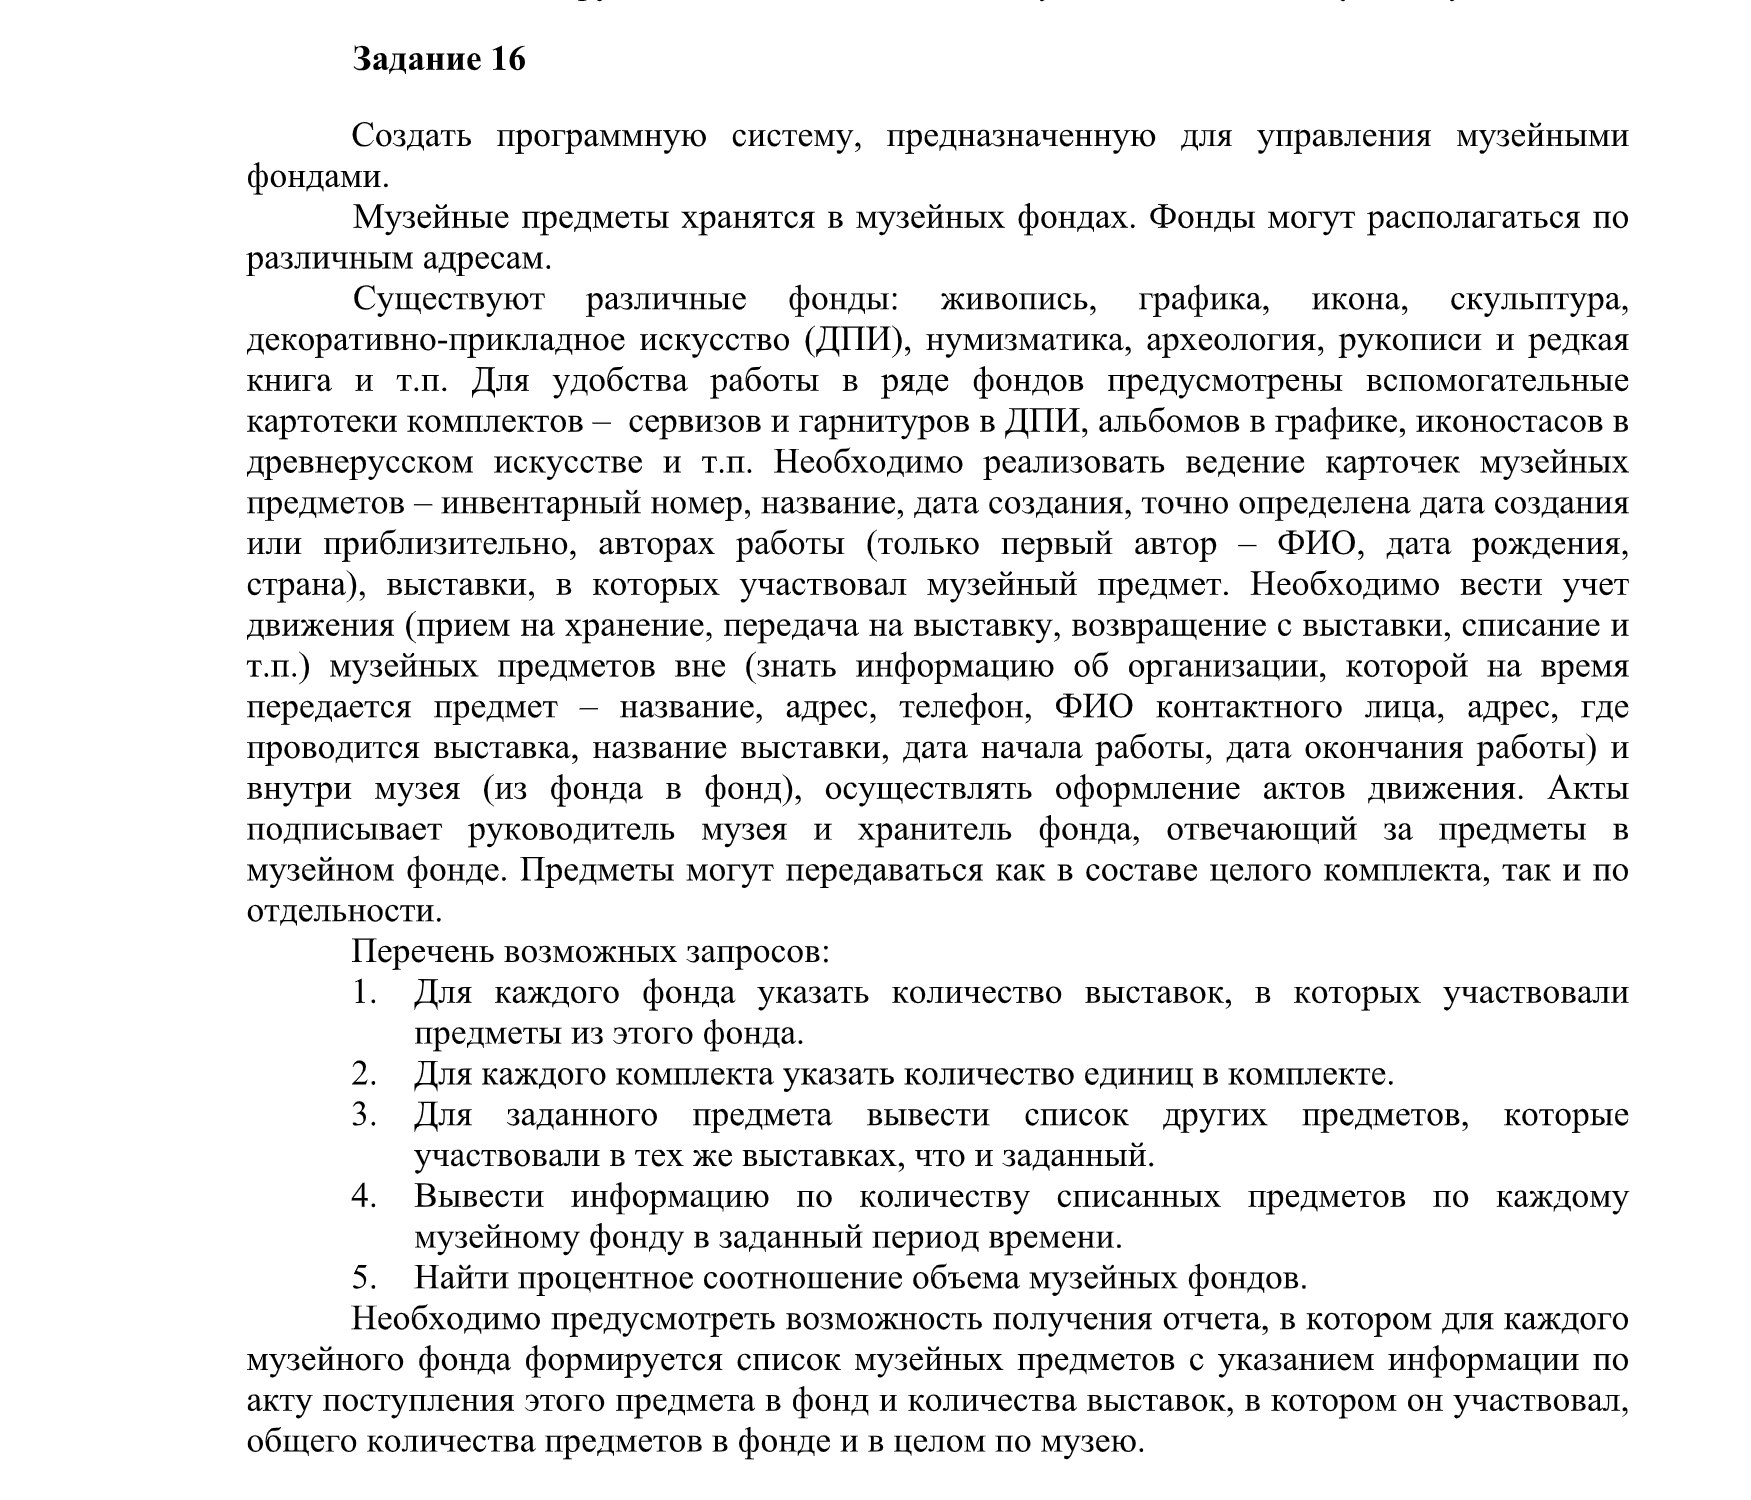 Задание 16
Создать программную систему, предназначенную для управления музейными
фондами.
Музейные предметы хранятся в музейных фондах. Фонды могут располагаться по
различным адресам.
Существуют различные фонды: живопись, графика, икона, скульптура,
декоративно-прикладное искусство (ДПИ), нумизматика, археология, рукописи и редкая
книга и т.п. Для удобства работы в ряде фондов предусмотрены вспомогательные
картотеки комплектов – сервизов и гарнитуров в ДПИ, альбомов в графике, иконостасов в
древнерусском искусстве и т.п. Необходимо реализовать ведение карточек музейных
предметов – инвентарный номер, название, дата создания, точно определена дата создания
или приблизительно, авторах работы (только первый автор – ФИО, дата рождения,
страна), выставки, в которых участвовал музейный предмет. Необходимо вести учет
движения (прием на хранение, передача на выставку, возвращение с выставки, списание и
т.п.) музейных предметов вне (знать информацию об организации, которой на время
передается предмет – название, адрес, телефон, ФИО контактного лица, адрес, где
проводится выставка, название выставки, дата начала работы, дата окончания работы) и
внутри музея (из фонда в фонд), осуществлять оформление актов движения. Акты
подписывает руководитель музея и хранитель фонда, отвечающий за предметы в
музейном фонде. Предметы могут передаваться как в составе целого комплекта, так и по
отдельности.
Перечень возможных запросов:
1. Для каждого фонда указать количество выставок, в которых участвовали
предметы из этого фонда.
2. Для каждого комплекта указать количество единиц в комплекте.
3. Для заданного предмета вывести список других предметов, которые
участвовали в тех же выставках, что и заданный.
4. Вывести информацию по количеству списанных предметов по каждому
музейному фонду в заданный период времени.
5. Найти процентное соотношение объема музейных фондов.
Необходимо предусмотреть возможность получения отчета, в котором для каждого
музейного фонда формируется список музейных предметов с указанием информации по
акту поступления этого предмета в фонд и количества выставок, в котором он участвовал,
общего количества предметов в фонде и в целом по музею.